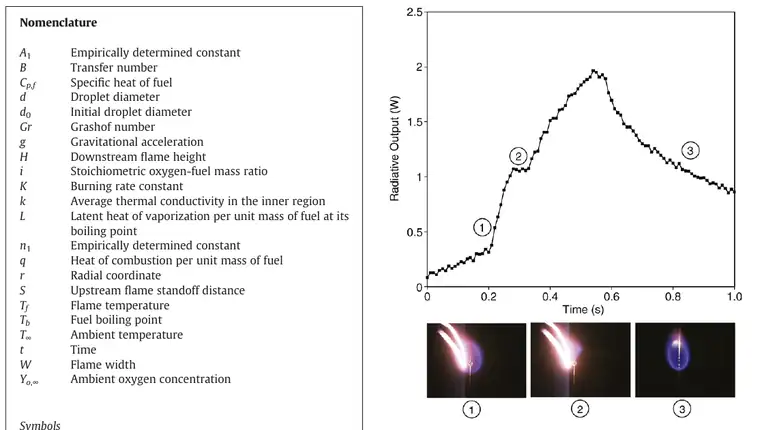 Nomenclature
A₁ Empirically determined constant
B Transfer number
Cp,f Specific heat of fuel
d Droplet diameter
d₀ Initial droplet diameter
Gr Grashof number
g Gravitational acceleration
H Downstream flame height
i Stoichiometric oxygen-fuel mass ratio
K Burning rate constant
k Average thermal conductivity in the inner region
L Latent heat of vaporization per unit mass of fuel at its
boiling point
n₁ Empirically determined constant
q Heat of combustion per unit mass of fuel
r Radial coordinate
S Upstream flame standoff distance
Tf Flame temperature
Tb Fuel boiling point
T∞ Ambient temperature
t Time
W Flame width
Yo,∞ Ambient oxygen concentration
Symbols
2.5
2
1.5
1
0.5
0
Radiative Output (W)
1
2
3
0 0.2 0.4 0.6 0.8 1.0
Time (s)
1 2 3